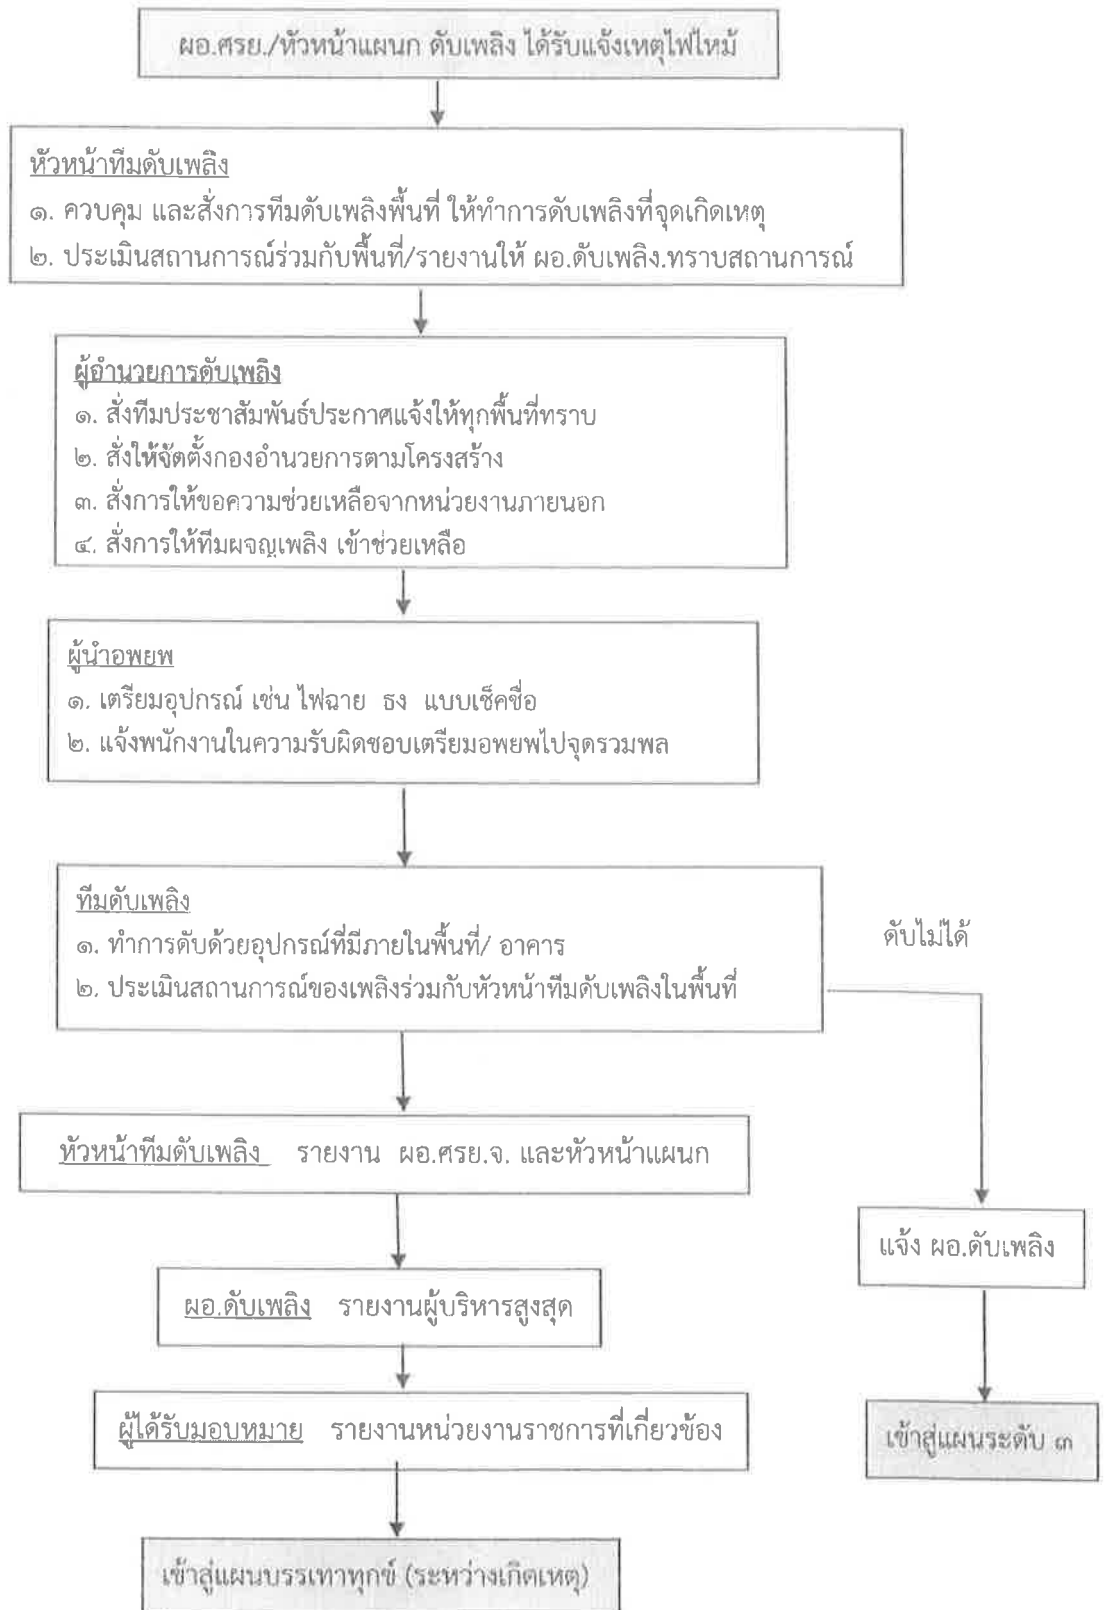 ผอ.ศรย./หัวหน้าแผนก ดับเพลิง ได้รับแจ้งเหตุไฟไหม้
หัวหน้าทีมดับเพลิง
๑. ควบคุม และสั่งการทีมดับเพลิงพื้นที่ ให้ทำการดับเพลิงที่จุดเกิดเหตุ
๒. ประเมินสถานการณ์ร่วมกับพื้นที่/รายงานให้ ผอ.ดับเพลิง.ทราบสถานการณ์
ผู้อำนวยการดับเพลิง
๑. สั่งทีมประชาสัมพันธ์ประกาศแจ้งให้ทุกพื้นที่ทราบ
๒. สั่งให้จัดตั้งกองอำนวยการตามโครงสร้าง
๓. สั่งการให้ขอความช่วยเหลือจากหน่วยงานภายนอก
๔. สั่งการให้ทีมผจญเพลิง เข้าช่วยเหลือ
ผู้นำอพยพ
๑. เตรียมอุปกรณ์ เช่น ไฟฉาย ธง แบบเช็คชื่อ
๒. แจ้งพนักงานในความรับผิดชอบเตรียมอพยพไปจุดรวมพล
ทีมดับเพลิง
๑. ทำการดับด้วยอุปกรณ์ที่มีภายในพื้นที่/ อาคาร
๒. ประเมินสถานการณ์ของเพลิงร่วมกับหัวหน้าทีมดับเพลิงในพื้นที่
ดับไม่ได้
หัวหน้าทีมดับเพลิง รายงาน ผอ.ศรย.จ. และหัวหน้าแผนก
แจ้ง ผอ.ดับเพลิง
ผอ.ดับเพลิง รายงานผู้บริหารสูงสุด
ผู้ได้รับมอบหมาย รายงานหน่วยงานราชการที่เกี่ยวข้อง
เข้าสู่แผนระดับ ๓
เข้าสู่แผนบรรเทาทุกข์ (ระหว่างเกิดเหตุ)